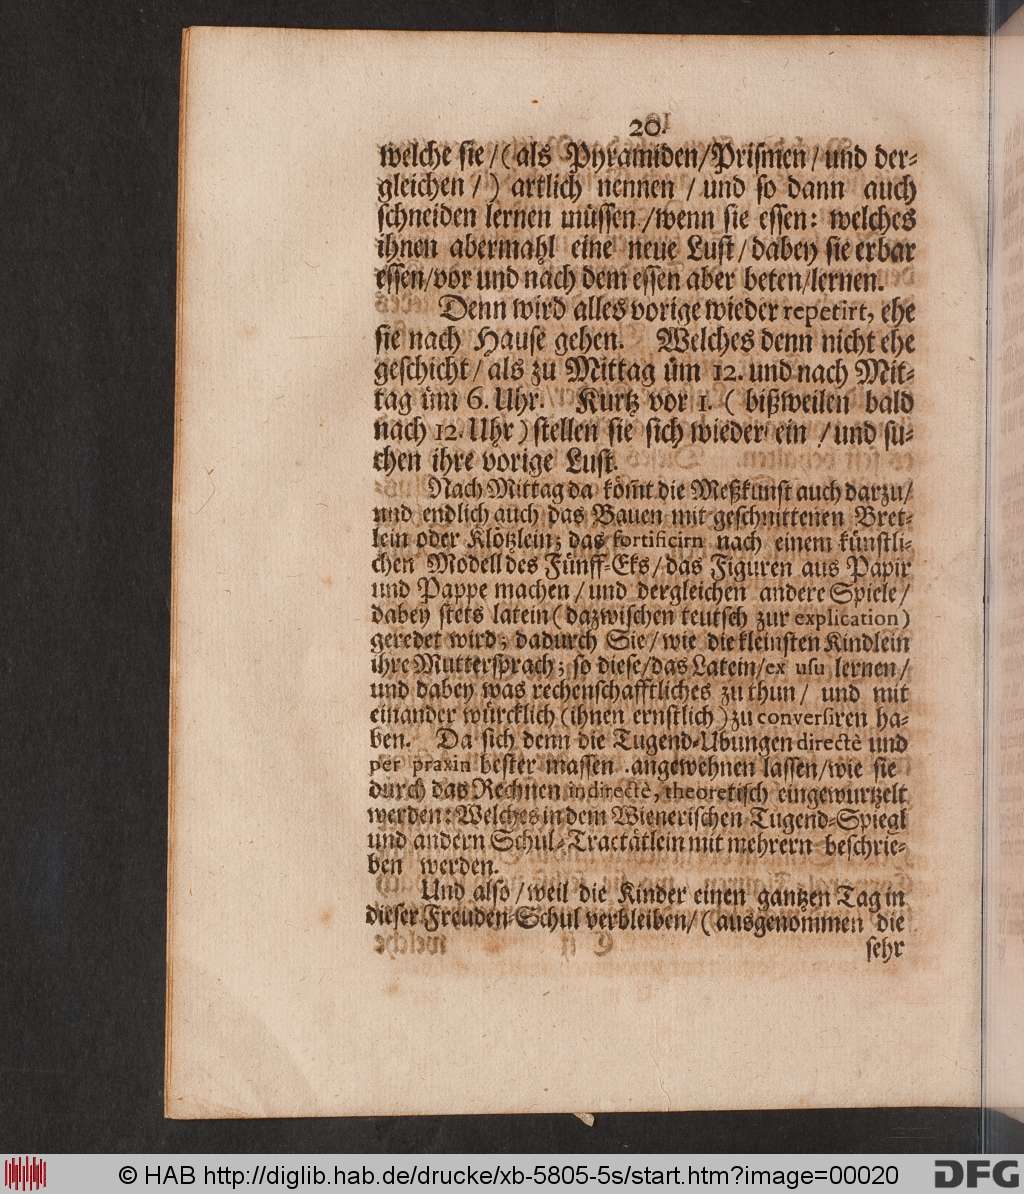 20.
welche sie / (als Pyramiden/Prismen / und der-
gleichen /) artlich nennen / und so dann auch
schneiden lernen müssen /wenn sie essen: welches
ihnen abermahl eine neue Lust / dabey sie erbar
essen/vor und nach dem essen aber beten/lernen.
Denn wird alles vorige wieder repetirt, ehe
sie nach Hause gehen. Welches denn nicht ehe
geschicht / als zu Mittag üm 12. und nach Mit-
tag üm 6. Uhr. Kurtz vor 1. ( bißweilen bald
nach 12. Uhr) stellen sie sich wieder ein / und su-
chen ihre vorige Lust.
Nach Mittag da köm̃t die Meßkunst auch darzu/
und endlich auch das Bauen mit geschnittenen Bret-
lein oder Klötzlein; das fortificirn nach einem künstli-
chen Modell des Fünff-Eks / das Figuren aus Papir
und Pappe machen / und dergleichen andere Spiele /
dabey stets latein (dazwischen teutsch zur explication)
geredet wird; dadurch Sie / wie die kleinsten Kindlein
ihre Muttersprach; so diese/das Latein/ex usu lernen /
und dabey was rechenschafftliches zu thun / und mit
einander würcklich (ihnen ernstlich) zu conversiren ha-
ben. Da sich denn die Tugend-Ubungen directè und
per praxin bester massen angewehnen lassen/wie sie
durch das Rechnen indirectè, theoretisch eingewurtzelt
werden: Welches in dem Wienerischen Tugend-Spiegl
und andern Schul-Tractätlein mit mehrern beschrie-
ben werden.
Und also / weil die Kinder einen gantzen Tag in
dieser Freuden-Schul verbleiben/ (ausgenommen die
sehr
© HAB http://diglib.hab.de/drucke/xb-5805-5s/start.htm?image=00020
DFG